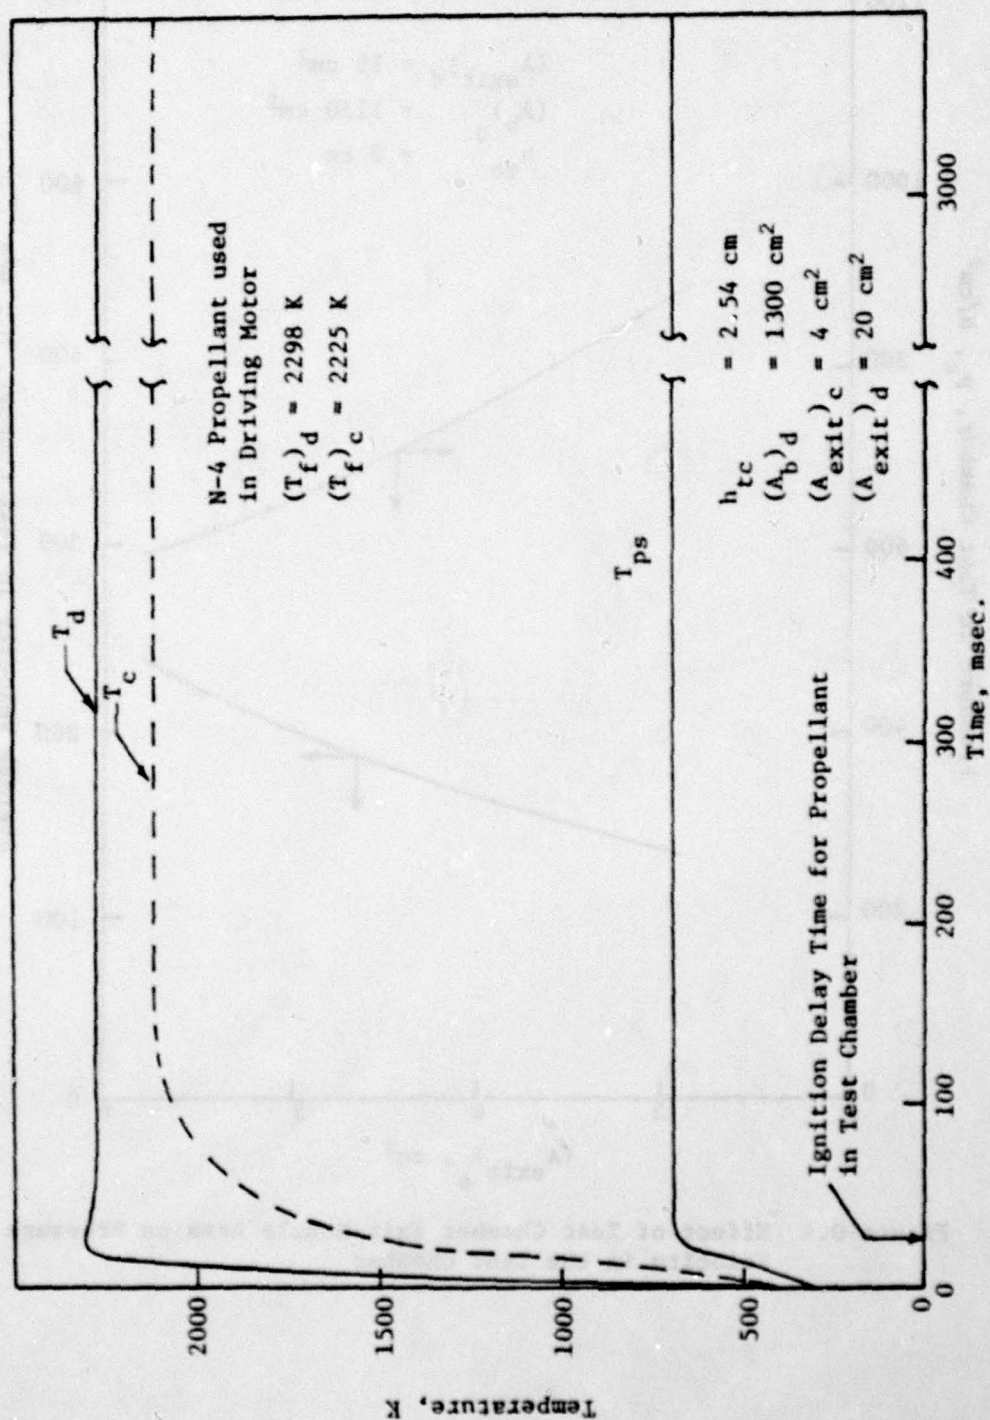 T_d
T_c
N-4 Propellant used
in Driving Motor
(T_f)_d = 2298 K
(T_f)_c = 2225 K
T_ps
h_tc = 2.54 cm
(A_b)_d = 1300 cm²
(A_exit)_c = 4 cm²
(A_exit)_d = 20 cm²
Ignition Delay Time for Propellant
in Test Chamber
2000
1500
1000
500
0
Temperature, K
0
100
200
300
400
3000
Time, msec.